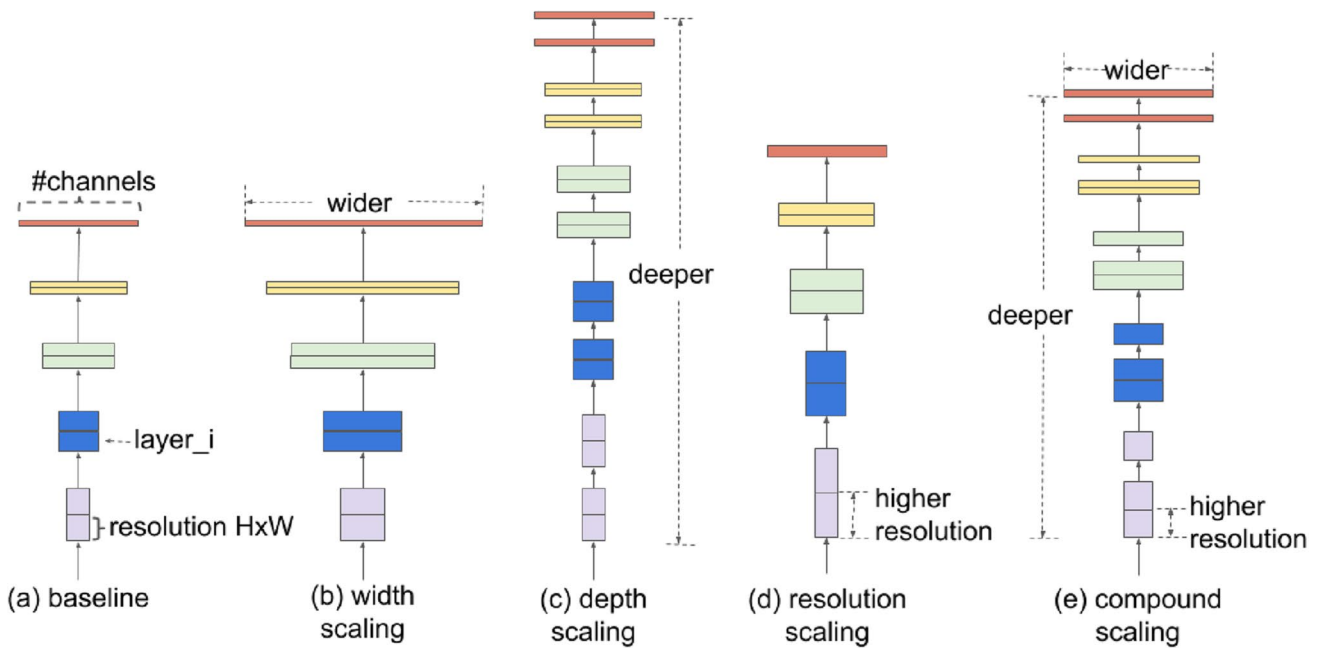 #channels
layer_i
resolution HxW
(a) baseline
wider
(b) width
scaling
deeper
(c) depth
scaling
higher
resolution
(d) resolution
scaling
wider
deeper
higher
resolution
(e) compound
scaling